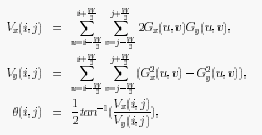 V_x(i,j) = \sum_{u=i-\frac{W}{2}}^{i+\frac{W}{2}} \sum_{v=j-\frac{W}{2}}^{j+\frac{W}{2}} 2G_x(u,v)G_y(u,v),
V_y(i,j) = \sum_{u=i-\frac{W}{2}}^{i+\frac{W}{2}} \sum_{v=j-\frac{W}{2}}^{j+\frac{W}{2}} (G_x^2(u,v) - G_y^2(u,v)),
θ(i,j) = \frac{1}{2} tan^{-1}(\frac{V_x(i,j)}{V_y(i,j)}),